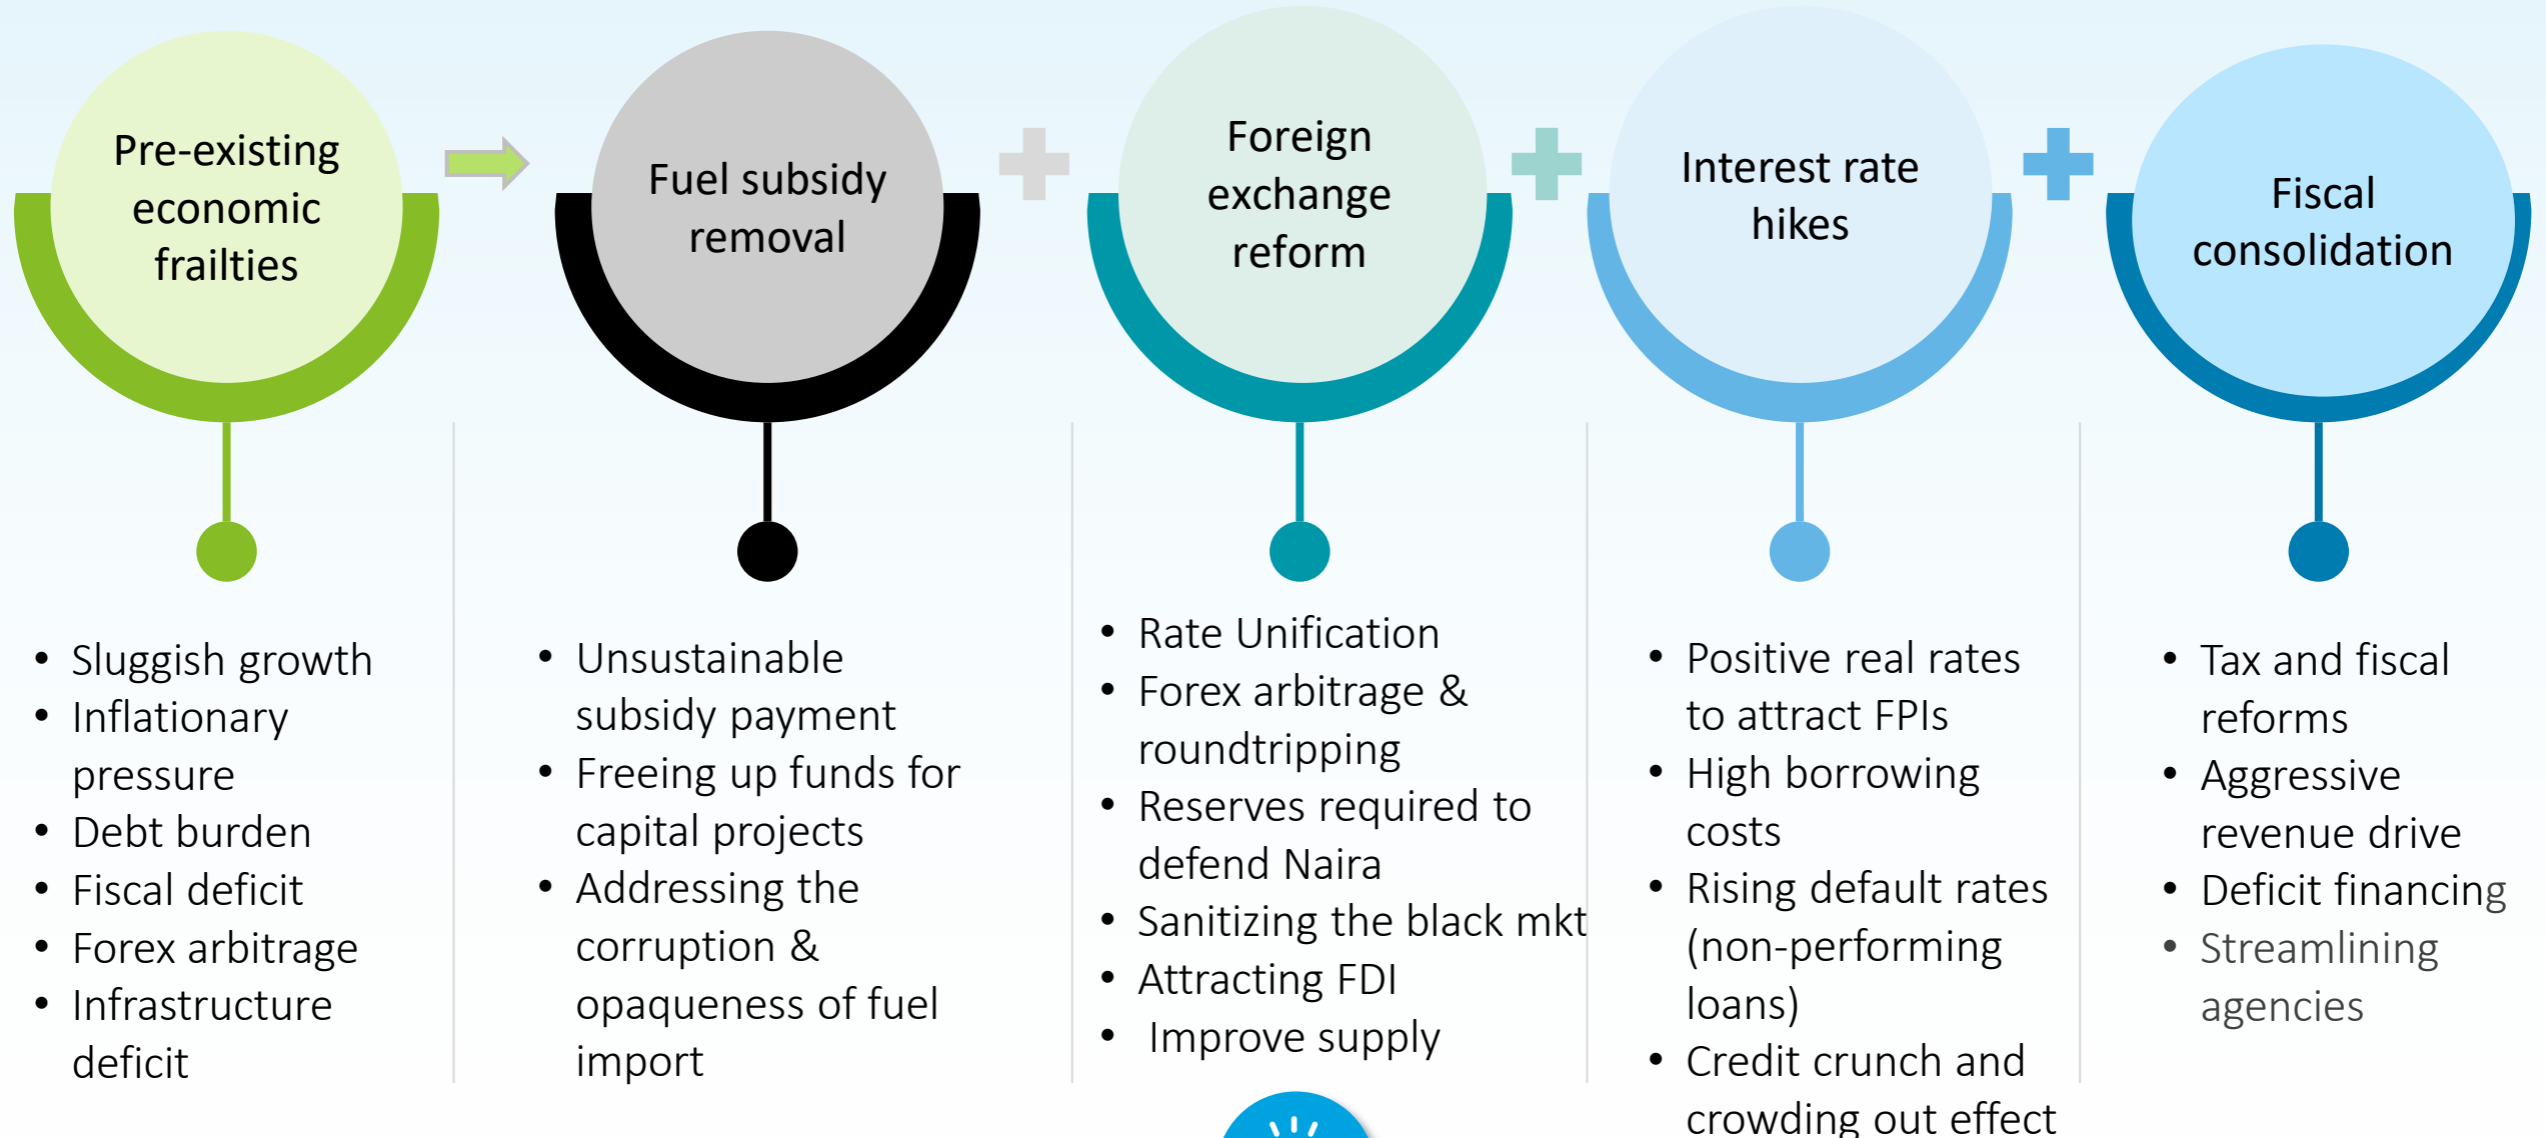 Pre-existing
economic
frailties
Fuel subsidy
removal
Foreign
exchange
reform
Interest rate
hikes
Fiscal
consolidation
• Sluggish growth
• Inflationary
pressure
• Debt burden
• Fiscal deficit
• Forex arbitrage
• Infrastructure
deficit
• Unsustainable
subsidy payment
• Freeing up funds for
capital projects
• Addressing the
corruption &
opaqueness of fuel
import
• Rate Unification
• Forex arbitrage &
roundtripping
• Reserves required to
defend Naira
• Sanitizing the black mkt
• Attracting FDI
• Improve supply
• Positive real rates
to attract FPIs
• High borrowing
costs
• Rising default rates
(non-performing
loans)
• Credit crunch and
crowding out effect
• Tax and fiscal
reforms
• Aggressive
revenue drive
• Deficit financing
• Streamlining
agencies